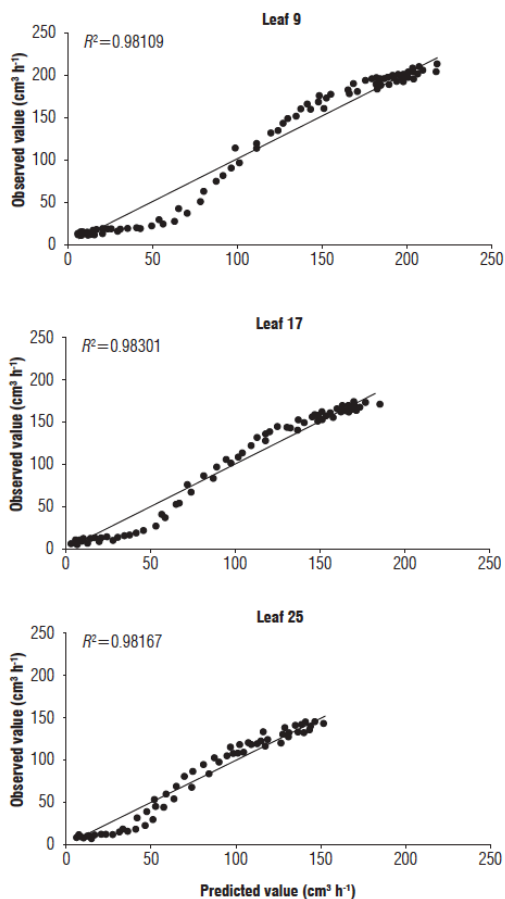 Leaf 9
R²=0.98109
Observed value (cm³ h⁻¹)
250
200
150
100
50
0
0 50 100 150 200 250
Leaf 17
R²=0.98301
Observed value (cm³ h⁻¹)
250
200
150
100
50
0
0 50 100 150 200 250
Leaf 25
R²=0.98167
Observed value (cm³ h⁻¹)
250
200
150
100
50
0
0 50 100 150 200 250
Predicted value (cm³ h⁻¹)